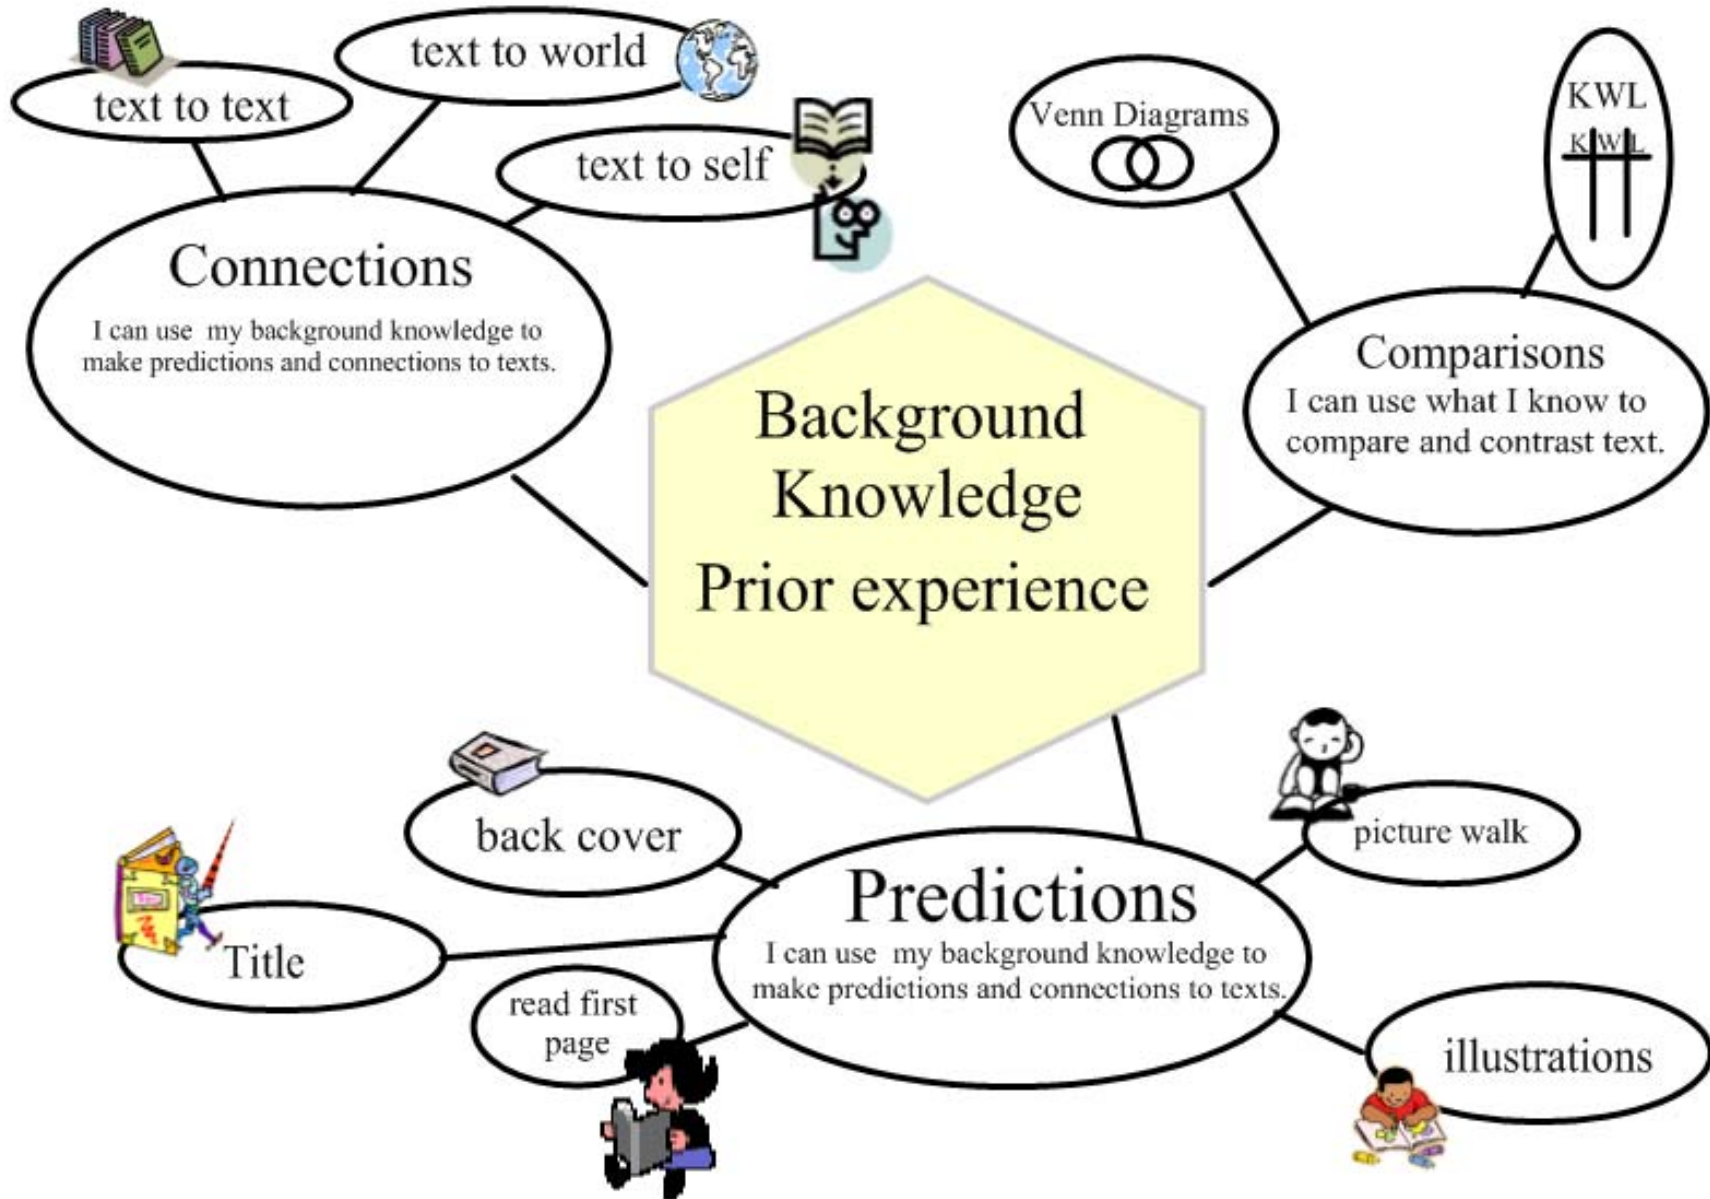 text to text
text to world
text to self
Connections
I can use my background knowledge to
make predictions and connections to texts.
Venn Diagrams
KWL
K W L
Comparisons
I can use what I know to
compare and contrast text.
Background
Knowledge
Prior experience
back cover
Title
read first
page
Predictions
I can use my background knowledge to
make predictions and connections to texts.
picture walk
illustrations